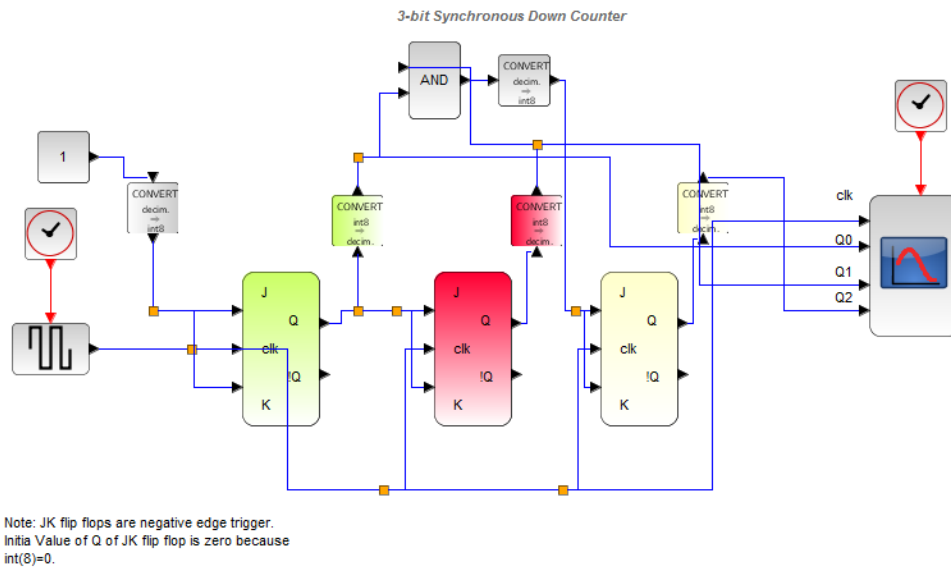 3-bit Synchronous Down Counter
AND
CONVERT
decim.
⇒
int8
1
CONVERT
decim.
⇒
int8
CONVERT
int8
⇒
decim.
CONVERT
int8
⇒
decim.
CONVERT
int8
⇒
decim.
clk
Q0
Q1
Q2
J
Q
clk
!Q
K
J
Q
clk
!Q
K
J
Q
clk
!Q
K
Note: JK flip flops are negative edge trigger.
Initia Value of Q of JK flip flop is zero because
int(8)=0.